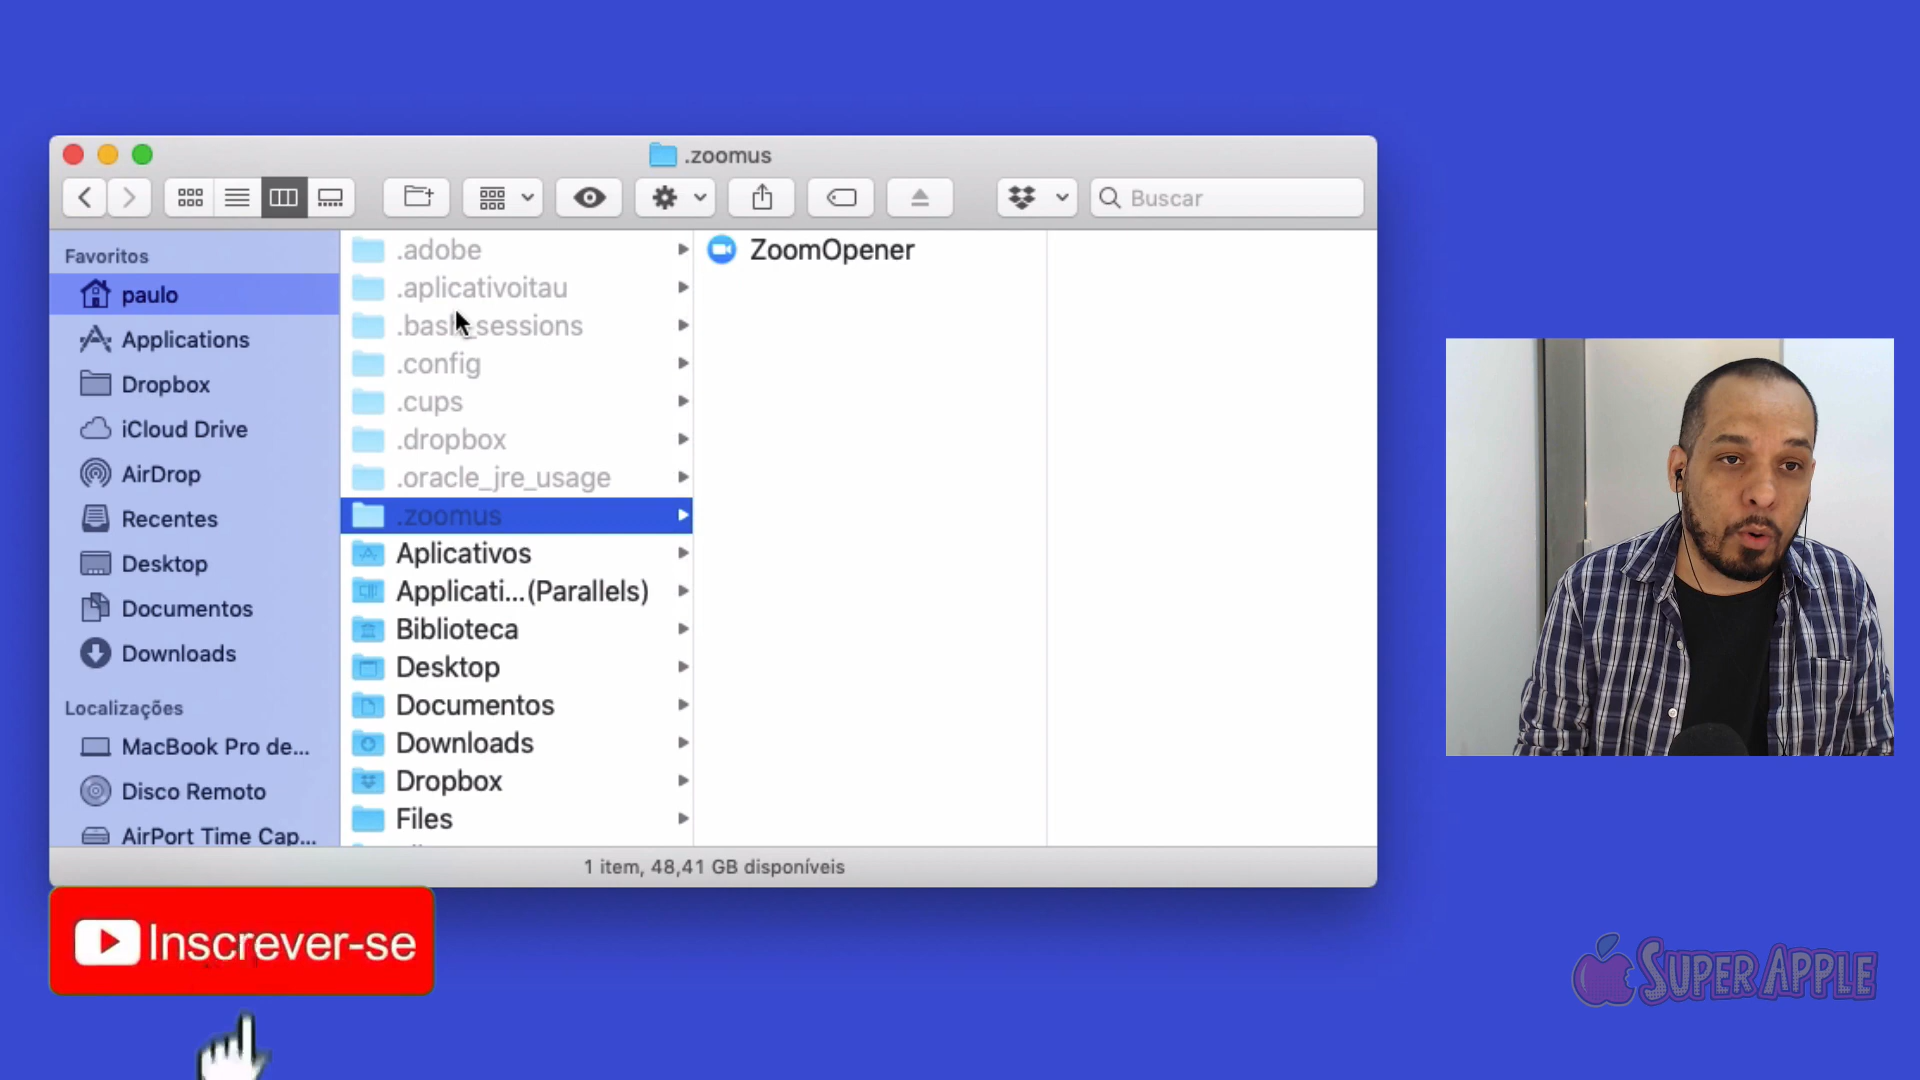 .zoomus
Buscar
Favoritos
paulo
Applications
Dropbox
iCloud Drive
AirDrop
Recentes
Desktop
Documentos
Downloads
Localizações
MacBook Pro de...
Disco Remoto
AirPort Time Cap...
.adobe
.aplicativoitau
.bash_sessions
.config
.cups
.dropbox
.oracle_jre_usage
.zoomus
Aplicativos
Applicati...(Parallels)
Biblioteca
Desktop
Documentos
Downloads
Dropbox
Files
ZoomOpener
1 item, 48,41 GB disponíveis
Inscrever-se
SUPER APPLE